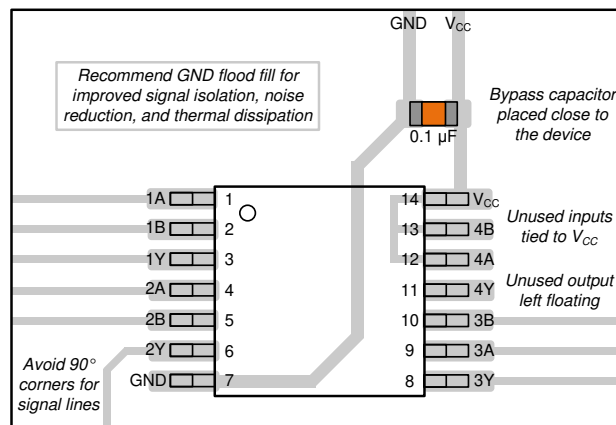 GND VCC
Recommend GND flood fill for
improved signal isolation, noise
reduction, and thermal dissipation
Bypass capacitor
placed close to
the device
0.1 µF
1A 1 14 VCC
1B 2 13 4B
1Y 3 12 4A
2A 4 11 4Y
2B 5 10 3B
2Y 6 9 3A
GND 7 8 3Y
Unused inputs
tied to VCC
Unused output
left floating
Avoid 90°
corners for
signal lines